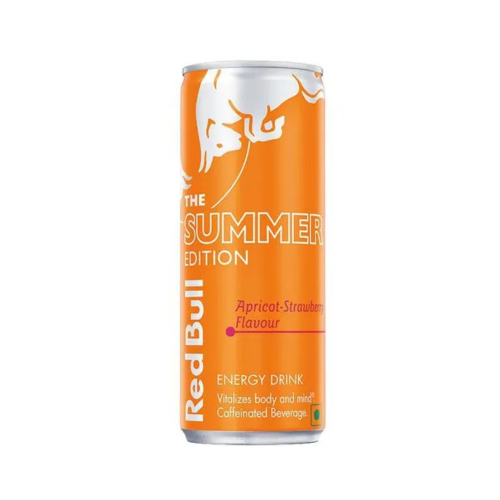 THE
SUMMER
EDITION
Apricot-Strawberry
Flavour
Red Bull
ENERGY DRINK
Vitalizes body and mind®.
Caffeinated Beverage.